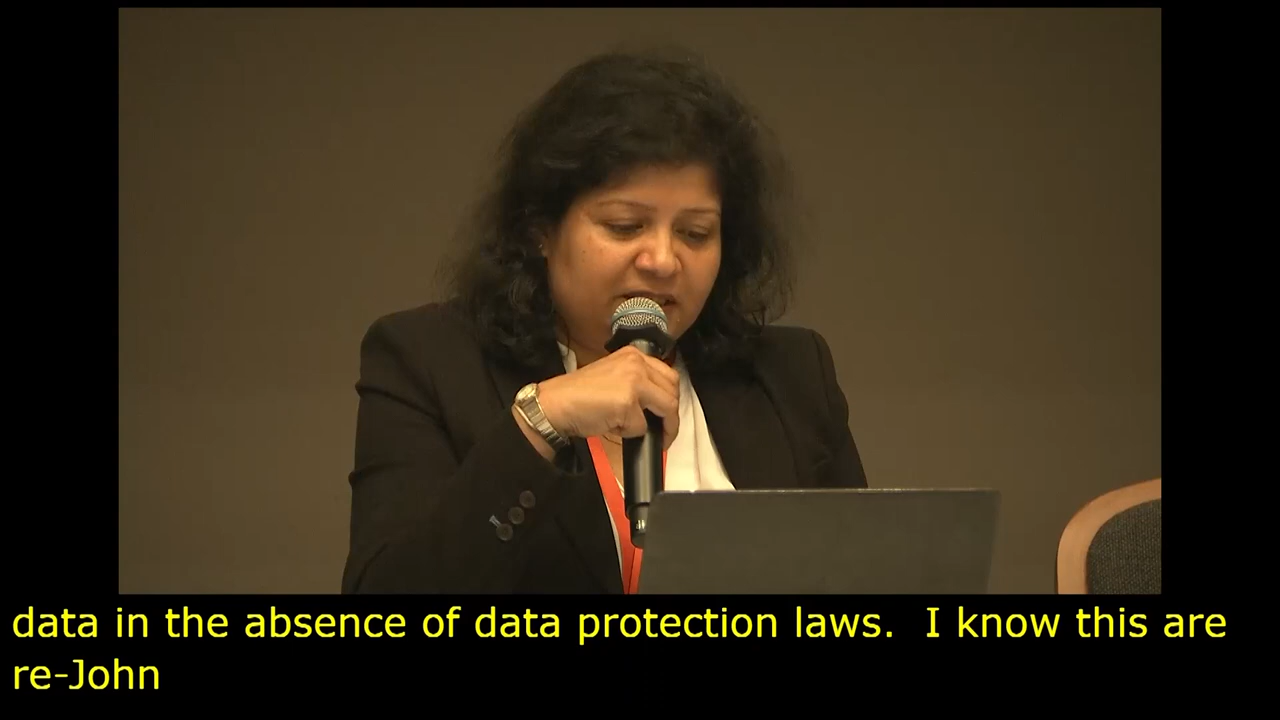 data in the absence of data protection laws.  I know this are
re-John